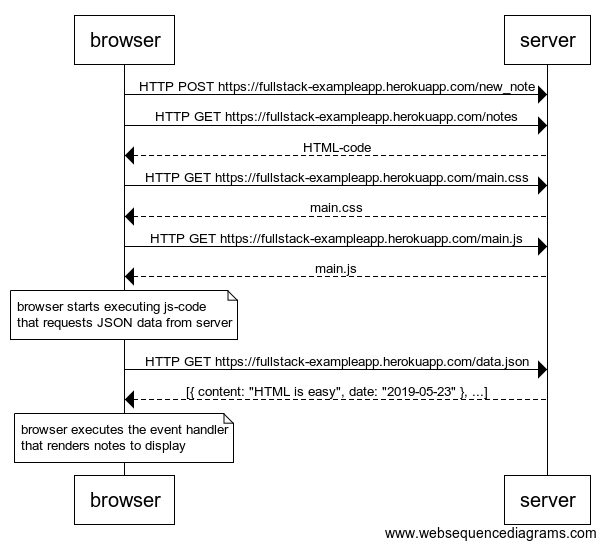 browser server
HTTP POST https://fullstack-exampleapp.herokuapp.com/new_note
HTTP GET https://fullstack-exampleapp.herokuapp.com/notes
HTML-code
HTTP GET https://fullstack-exampleapp.herokuapp.com/main.css
main.css
HTTP GET https://fullstack-exampleapp.herokuapp.com/main.js
main.js
browser starts executing js-code
that requests JSON data from server
HTTP GET https://fullstack-exampleapp.herokuapp.com/data.json
[{ content: "HTML is easy", date: "2019-05-23" }, ...]
browser executes the event handler
that renders notes to display
browser server
www.websequencediagrams.com